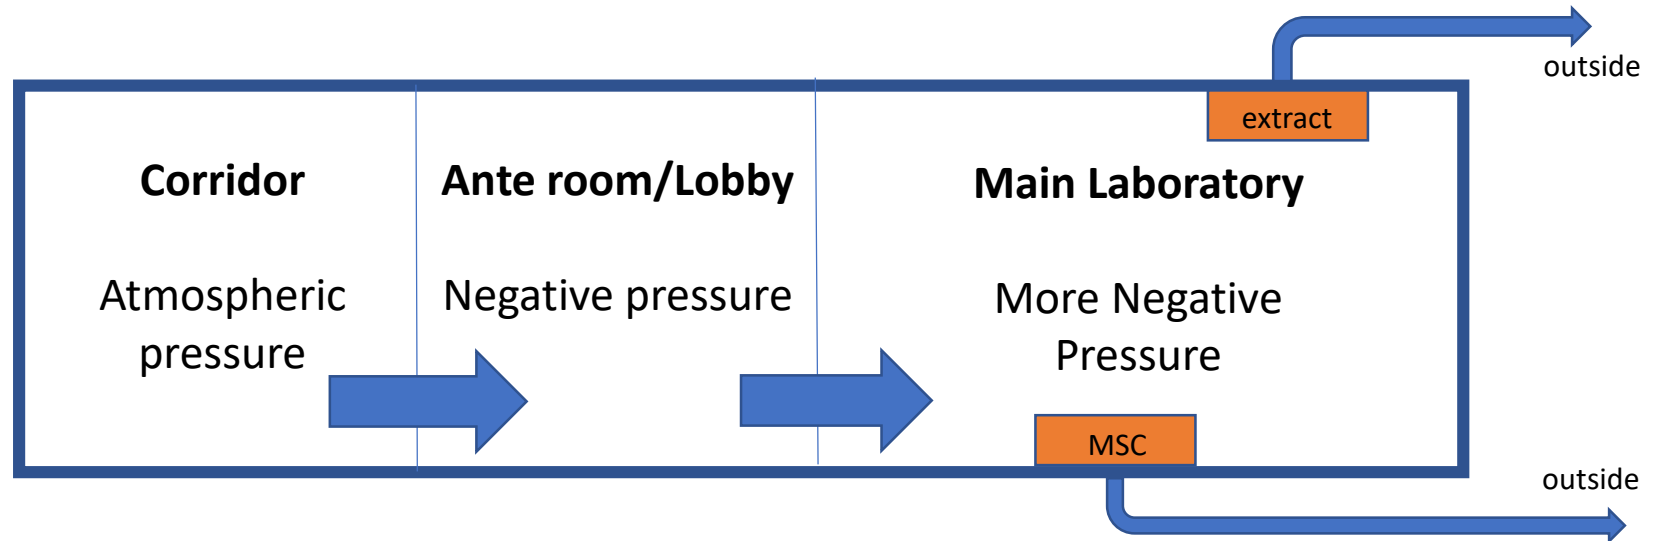 outside
extract
Corridor
Ante room/Lobby
Main Laboratory
Atmospheric
pressure
Negative pressure
More Negative
Pressure
MSC
outside